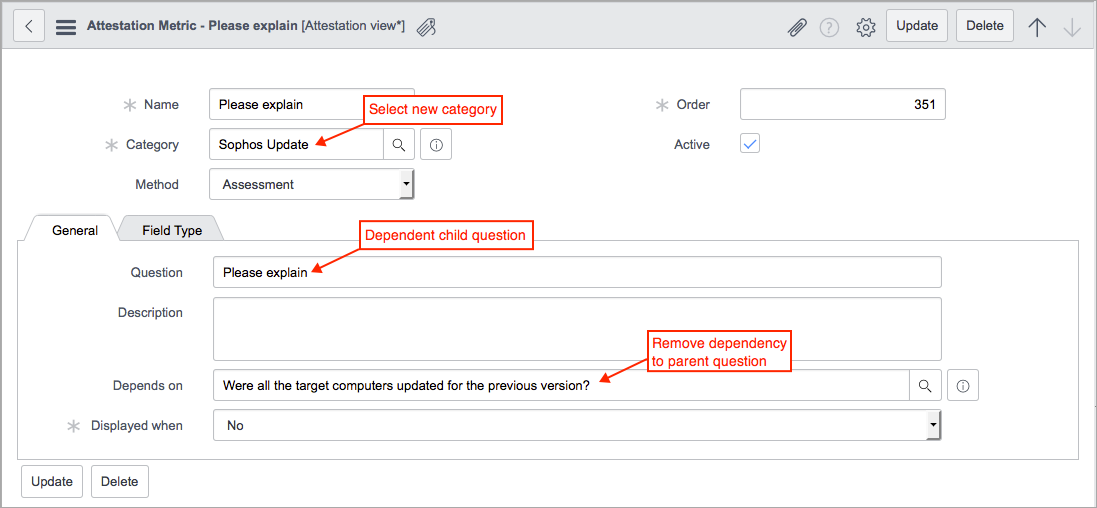 Attestation Metric - Please explain [Attestation view*]
Update
Delete
Name
Please explain
Order
351
Select new category
Category
Sophos Update
Active
Method
Assessment
General
Field Type
Dependent child question
Question
Please explain
Description
Remove dependency
to parent question
Depends on
Were all the target computers updated for the previous version?
Displayed when
No
Update
Delete